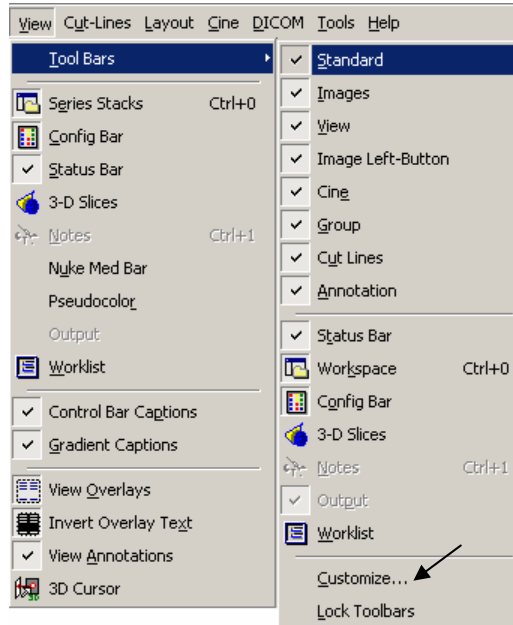 View Cut-Lines Layout Cine DICOM Tools Help
Tool Bars
Series Stacks Ctrl+0
Config Bar
Status Bar
3-D Slices
Notes Ctrl+1
Nuke Med Bar
Pseudocolor
Output
Worklist
Control Bar Captions
Gradient Captions
View Overlays
Invert Overlay Text
View Annotations
3D Cursor
Standard
Images
View
Image Left-Button
Cine
Group
Cut Lines
Annotation
Status Bar
Workspace Ctrl+0
Config Bar
3-D Slices
Notes Ctrl+1
Output
Worklist
Customize...
Lock Toolbars